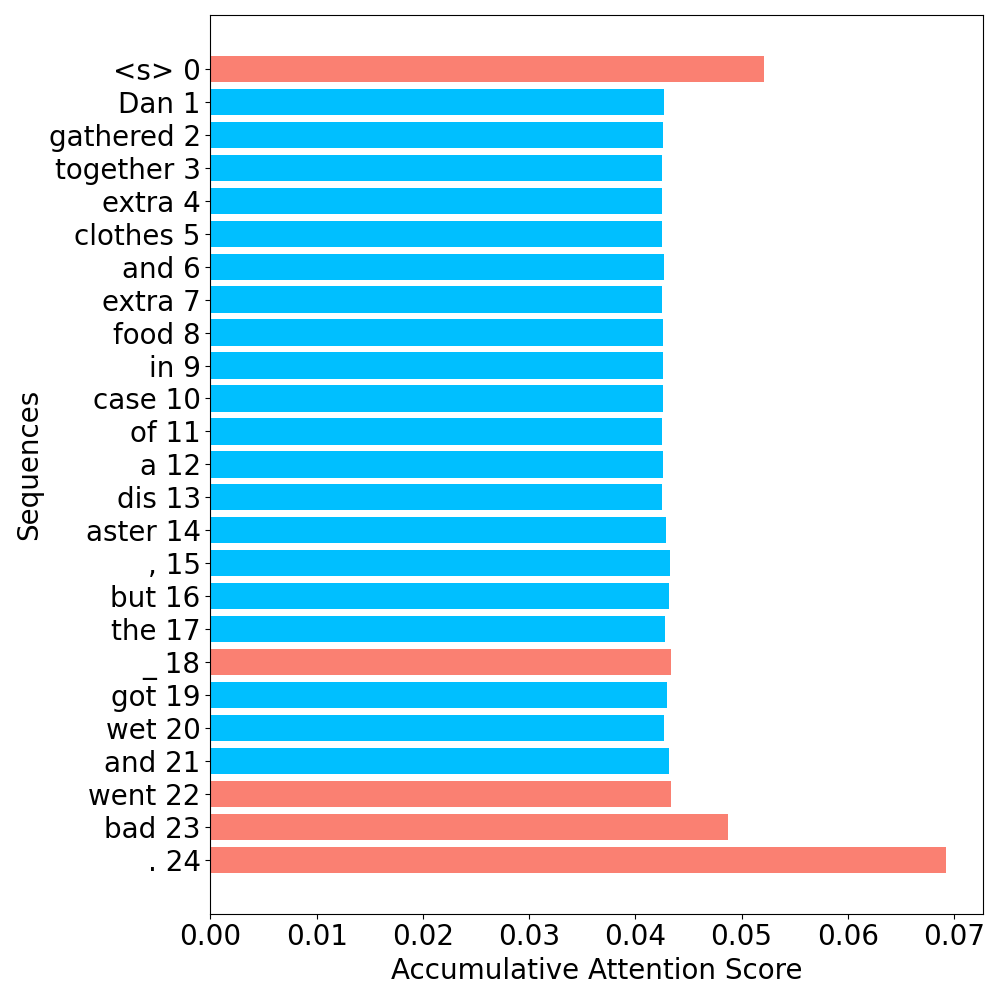 <s> 0
Dan 1
gathered 2
together 3
extra 4
clothes 5
and 6
extra 7
food 8
in 9
case 10
of 11
a 12
dis 13
aster 14
, 15
but 16
the 17
_ 18
got 19
wet 20
and 21
went 22
bad 23
. 24
Sequences
0.00 0.01 0.02 0.03 0.04 0.05 0.06 0.07
Accumulative Attention Score